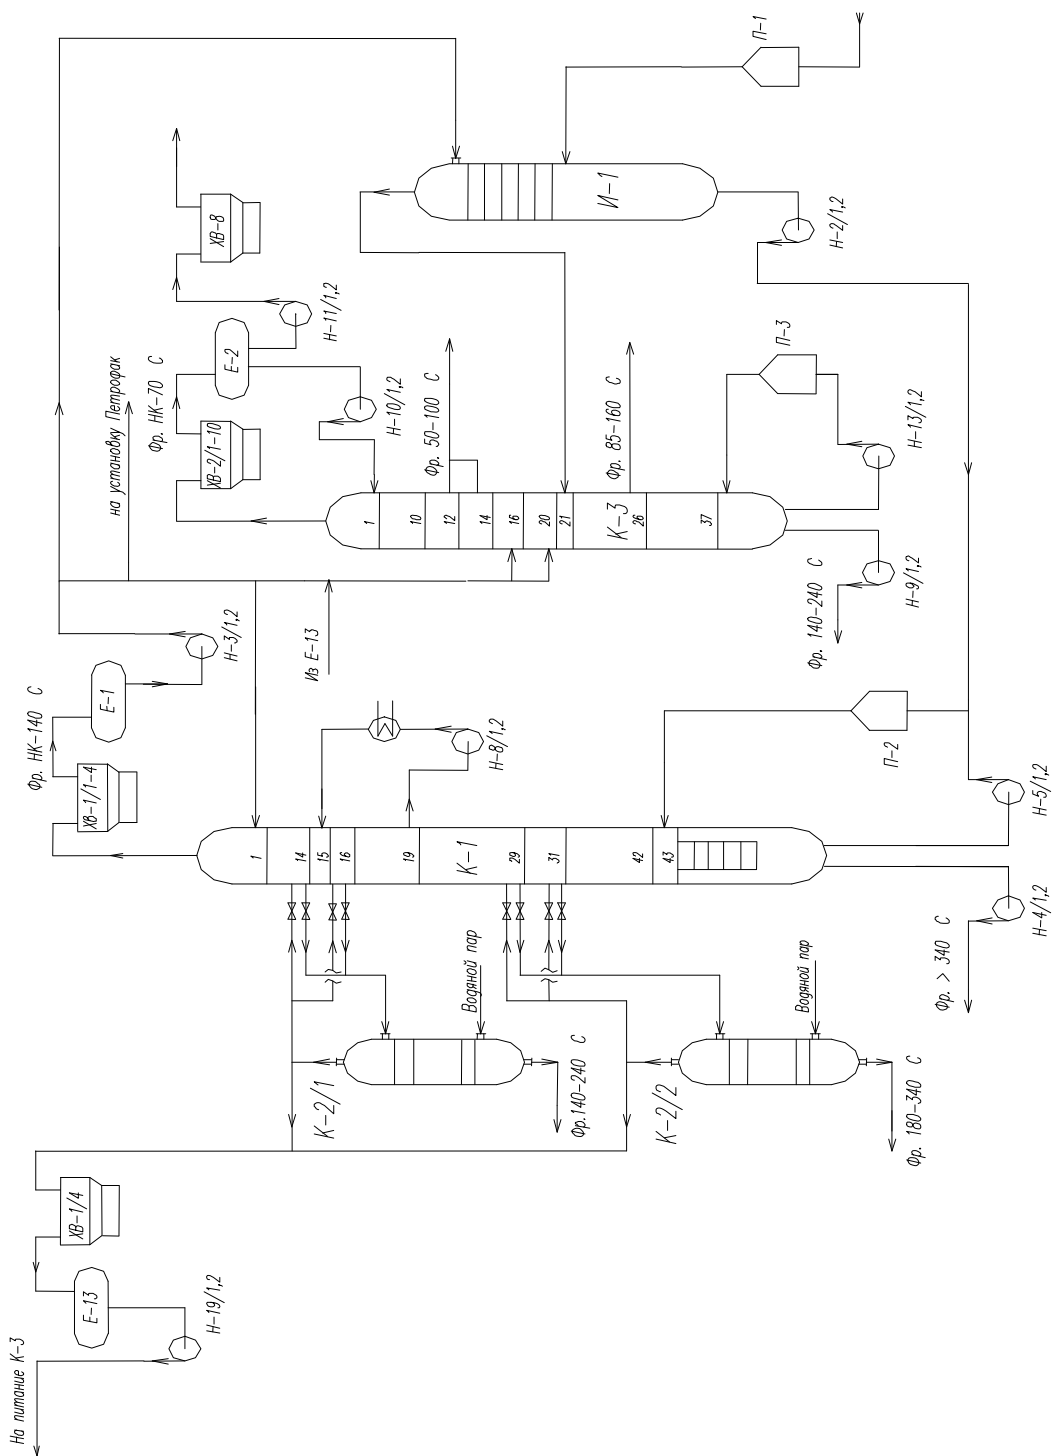 На питание К-3
Н-19/1,2
Е-13
ХВ-1/4
К-2/1
Фр.140-240 С
Водяной пар
К-2/2
Фр. 180-340 С
Водяной пар
Фр. > 340 С
Н-4/1,2
Н-5/1,2
К-1
1
14
15
16
19
29
31
42
43
ХВ-1/1-4
Фр. НК-140 С
Е-1
Н-3/1,2
Н-8/1,2
П-2
Из Е-13
на установку Петрофак
Фр. НК-70 С
ХВ-2/1-10
Е-2
Н-10/1,2
Н-11/1,2
ХВ-8
К-3
1
10
12
14
16
20
21
26
37
Фр. 50-100 С
Фр. 85-160 С
Фр. 140-240 С
Н-9/1,2
Н-13/1,2
П-3
И-1
Н-2/1,2
П-1